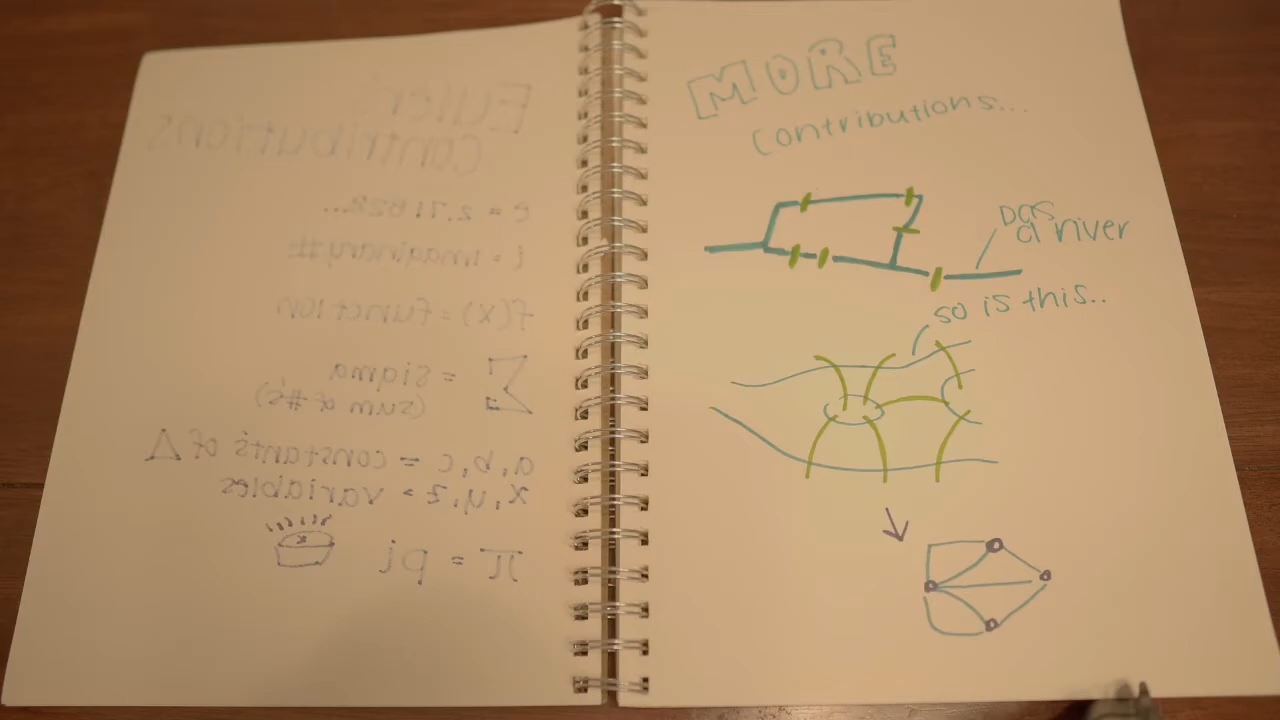 Euler
Contributions
e = 2.71828...
i = imaginary #
f(x) = function
Σ = sigma
(sum of #'s)
a, b, c = constants of Δ
x, y, z = variables
π = pi
MORE
Contributions...
Das
a river
so is this..